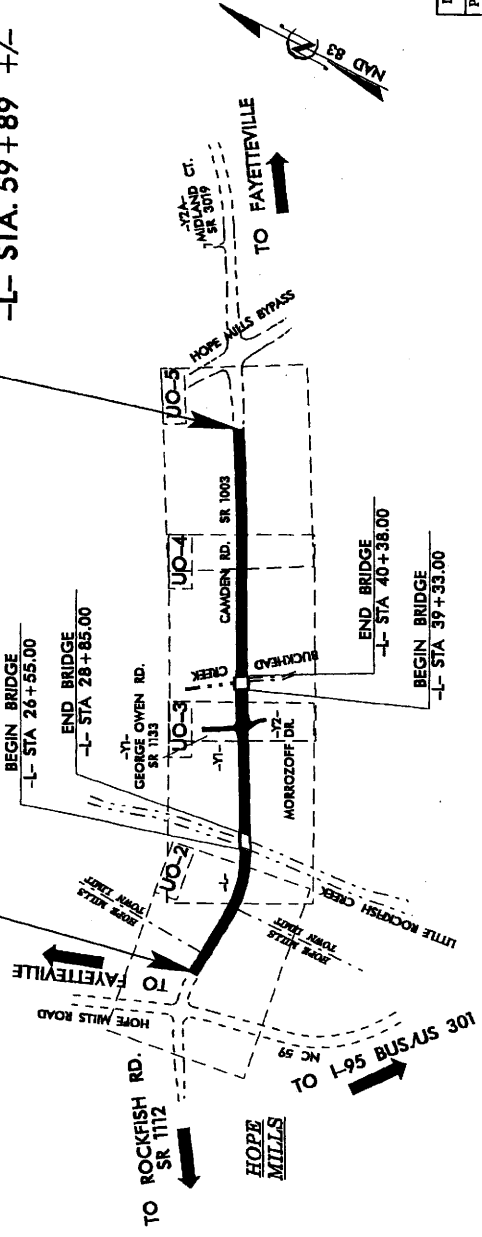 -L- STA. 59+89 +/-
NAD 83
BEGIN BRIDGE
-L- STA 26+55.00
END BRIDGE
-L- STA 28+85.00
-Y1-
GEORGE OWEN RD.
SR 1133
UO-2
UO-3
UO-4
UO-5
-Y1-
-Y2-
MORROZOFF DR.
-L-
CREEK
BUCKHEAD
CAMDEN RD. SR 1003
HOPE MILLS BYPASS
-Y2A-
MIDLAND CT.
SR 3019
TO FAYETTEVILLE
END BRIDGE
-L- STA 40+38.00
BEGIN BRIDGE
-L- STA 39+33.00
LITTLE ROCKFISH CREEK
HOPE MILLS
TOWN LIMIT
HOPE MILLS
TOWN LIMIT
TO FAYETTEVILLE
HOPE MILLS ROAD
NC 59
TO I-95 BUS/US 301
TO ROCKFISH RD.
SR 1112
HOPE
MILLS